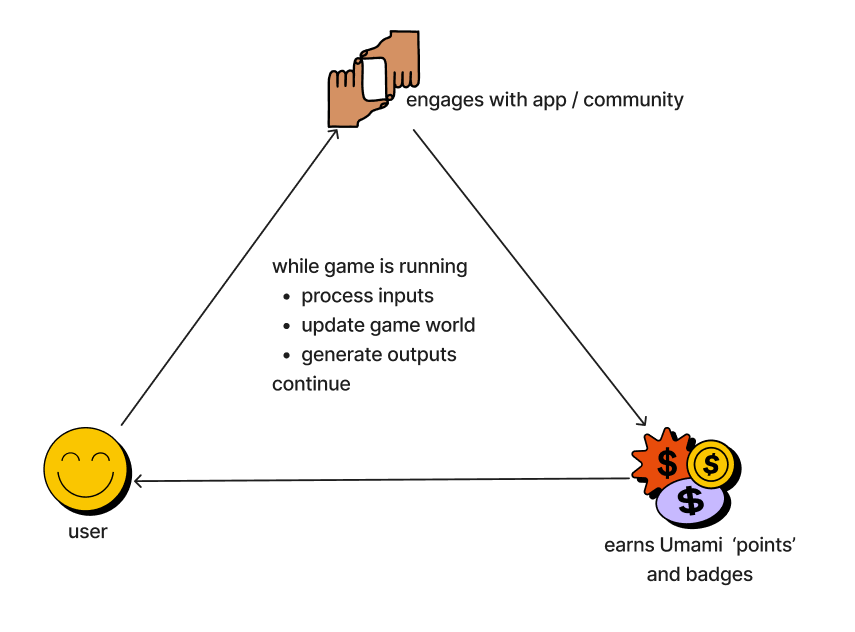 engages with app / community
while game is running
• process inputs
• update game world
• generate outputs
continue
$ $
$
user
earns Umami ‘points’
and badges